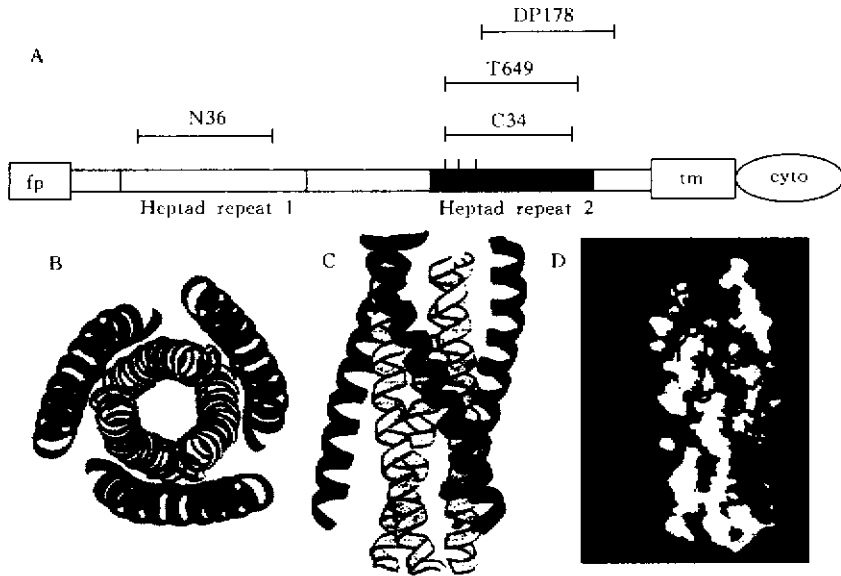 DP178
A
T649
N36
C34
fp
tm
cyto
Heptad repeat 1
Heptad repeat 2
B
C
D